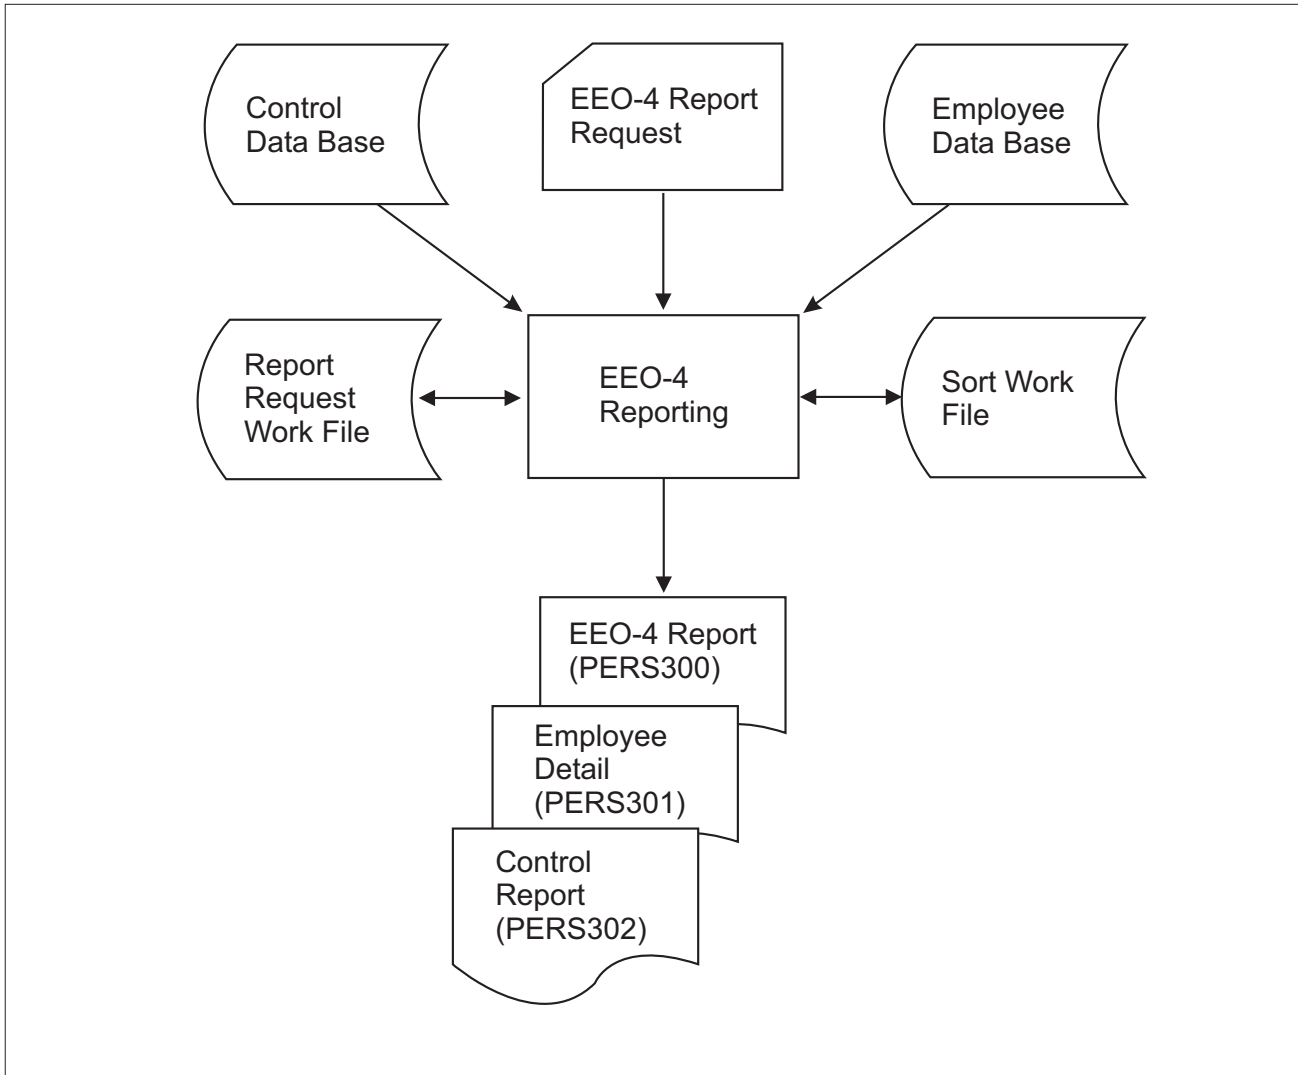 Control
Data Base
EEO-4 Report
Request
Employee
Data Base
Report
Request
Work File
EEO-4
Reporting
Sort Work
File
EEO-4 Report
(PERS300)
Employee
Detail
(PERS301)
Control
Report
(PERS302)